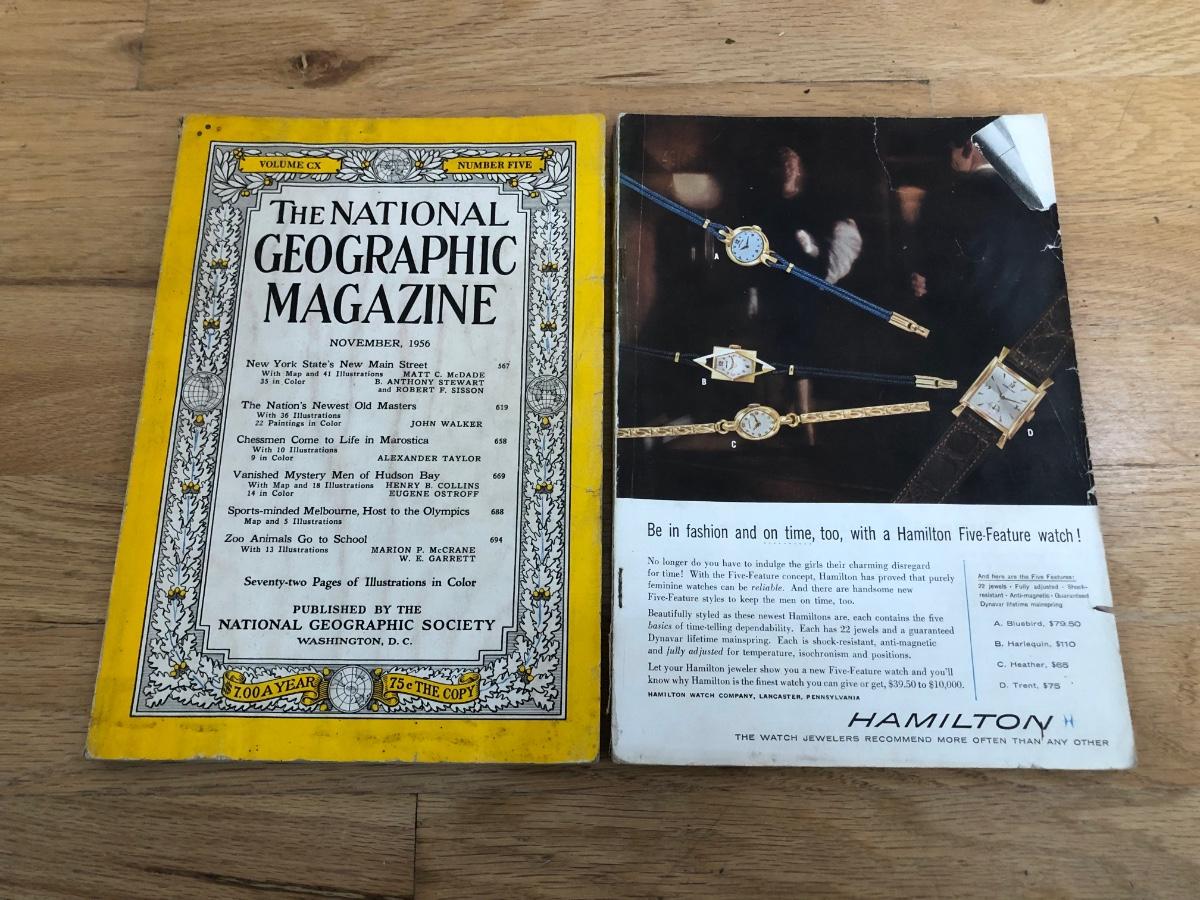 VOLUME CX
NUMBER FIVE
THE NATIONAL
GEOGRAPHIC
MAGAZINE
NOVEMBER, 1956
New York State's New Main Street 567
With Map and 41 Illustrations MATT C. McDADE
35 in Color B. ANTHONY STEWART
and ROBERT F. SISSON
The Nation's Newest Old Masters 619
With 36 Illustrations
22 Paintings in Color JOHN WALKER
Chessmen Come to Life in Marostica 658
With 10 Illustrations
9 in Color ALEXANDER TAYLOR
Vanished Mystery Men of Hudson Bay 669
With Map and 18 Illustrations HENRY B. COLLINS
14 in Color EUGENE OSTROFF
Sports-minded Melbourne, Host to the Olympics 688
Map and 5 Illustrations
Zoo Animals Go to School 694
With 13 Illustrations MARION P. McCRANE
W. E. GARRETT
Seventy-two Pages of Illustrations in Color
PUBLISHED BY THE
NATIONAL GEOGRAPHIC SOCIETY
WASHINGTON, D. C.
$7.00 A YEAR
75c THE COPY
A
B
C
D
Be in fashion and on time, too, with a Hamilton Five-Feature watch!
No longer do you have to indulge the girls their charming disregard
for time! With the Five-Feature concept, Hamilton has proved that purely
feminine watches can be reliable. And there are handsome new
Five-Feature styles to keep the men on time, too.
Beautifully styled as these newest Hamiltons are, each contains the five
basics of time-telling dependability. Each has 22 jewels and a guaranteed
Dynavar lifetime mainspring. Each is shock-resistant, anti-magnetic
and fully adjusted for temperature, isochronism and positions.
Let your Hamilton jeweler show you a new Five-Feature watch and you'll
know why Hamilton is the finest watch you can give or get, $39.50 to $10,000.
HAMILTON WATCH COMPANY, LANCASTER, PENNSYLVANIA
And here are the Five Features:
22 jewels · Fully adjusted · Shock-
resistant · Anti-magnetic · Guaranteed
Dynavar lifetime mainspring
A. Bluebird, $79.50
B. Harlequin, $110
C. Heather, $65
D. Trent, $75
HAMILTON H
THE WATCH JEWELERS RECOMMEND MORE OFTEN THAN ANY OTHER